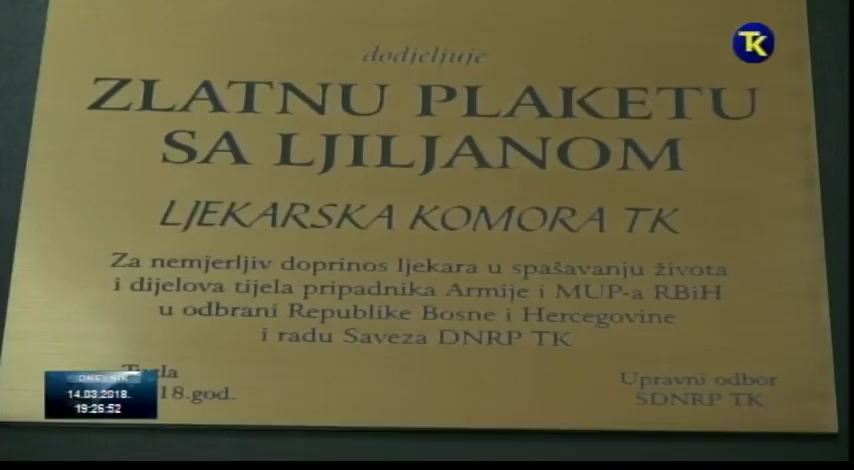 TK
dodjeljuje
ZLATNU PLAKETU
SA LJILJANOM
LJEKARSKA KOMORA TK
Za nemjerljiv doprinos ljekara u spašavanju života
i dijelova tijela pripadnika Armije i MUP-a RBiH
u odbrani Republike Bosne i Hercegovine
i radu Saveza DNRP TK
18.god.
Upravni odbor
SDNRP TK
DNEVNIK
14.03.2018.
19:26:52